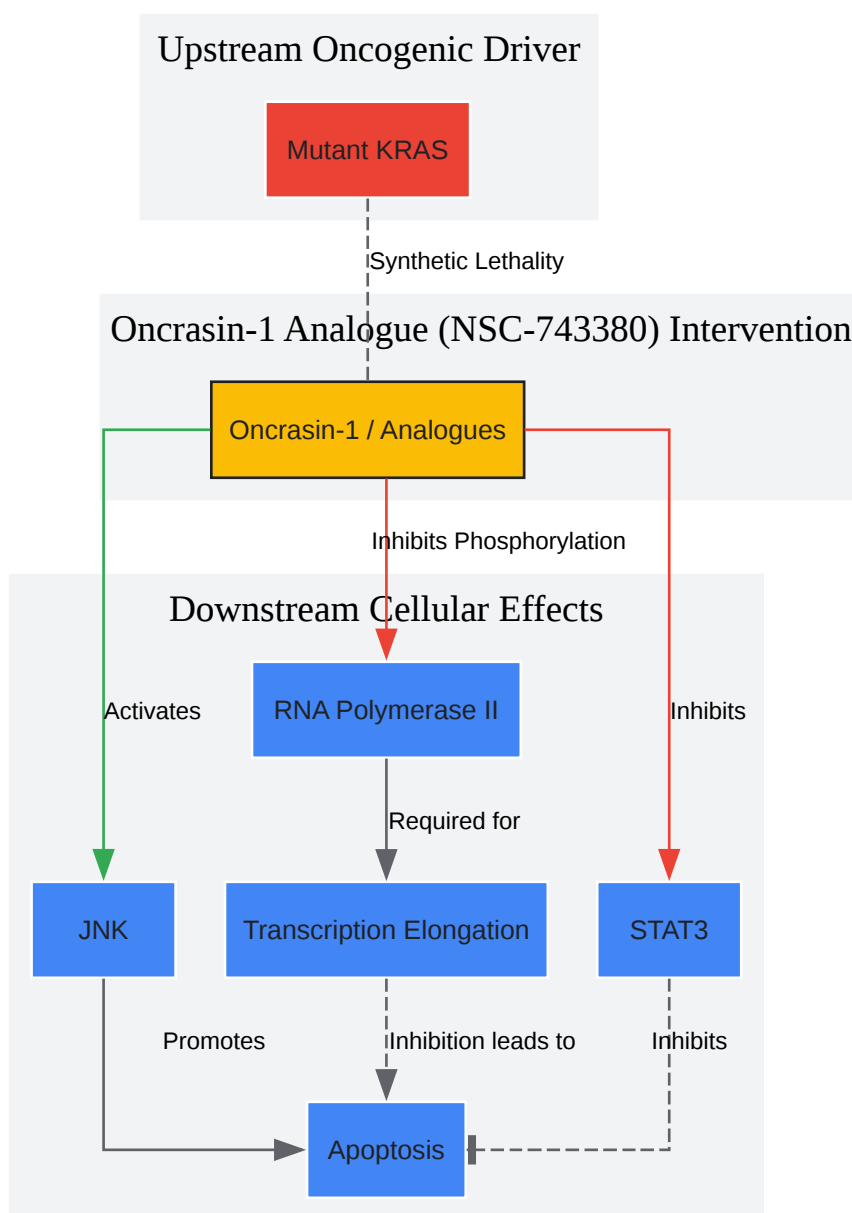 Upstream Oncogenic Driver
Mutant KRAS
Synthetic Lethality
Oncrasin-1 Analogue (NSC-743380) Intervention
Oncrasin-1 / Analogues
Inhibits Phosphorylation
Downstream Cellular Effects
RNA Polymerase II
Activates
Inhibits
Required for
JNK
Transcription Elongation
STAT3
Promotes
Inhibition leads to
Inhibits
Apoptosis